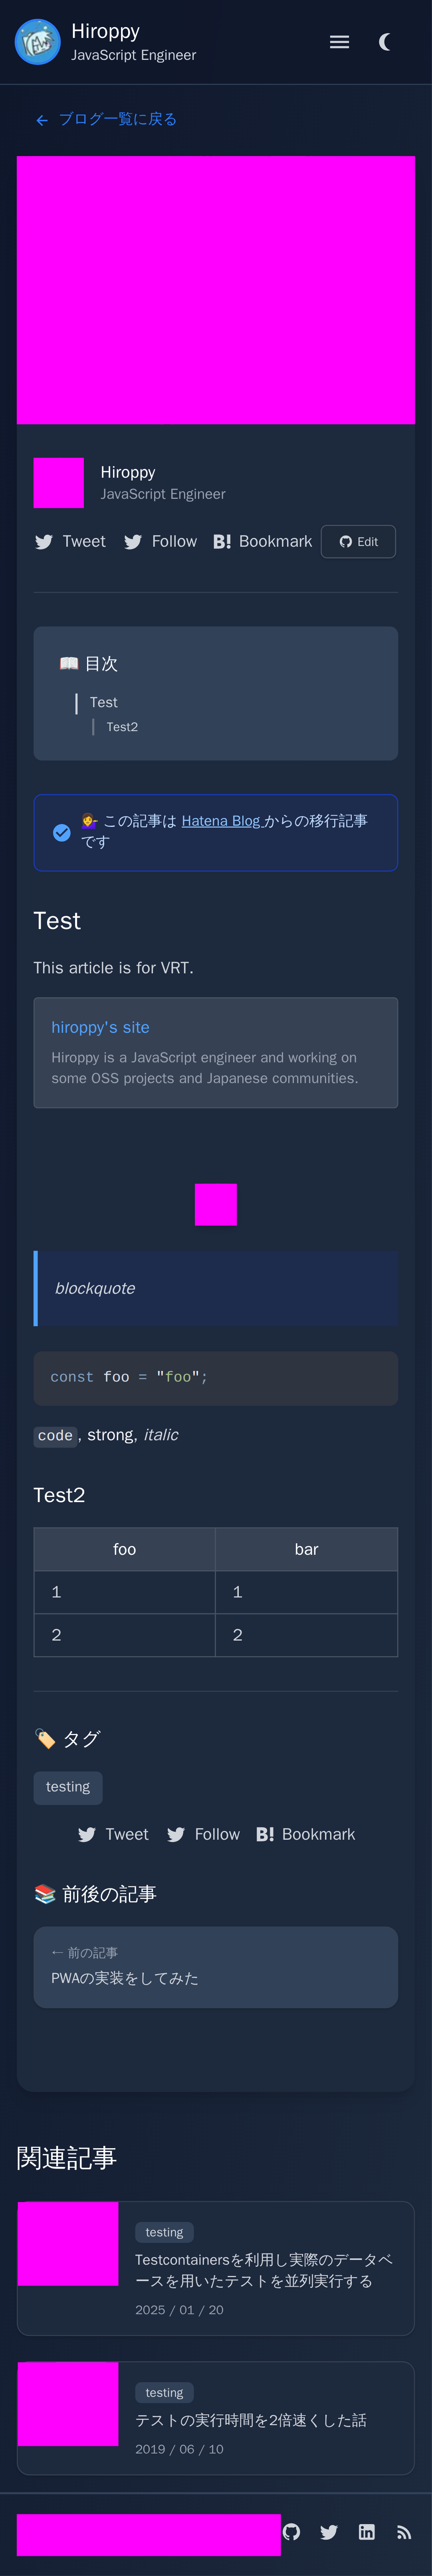 Hiroppy
JavaScript Engineer
← ブログ一覧に戻る
Hiroppy
JavaScript Engineer
Tweet Follow B! Bookmark Edit
📖 目次
Test
Test2
💁‍♀️ この記事は Hatena Blog からの移行記事
です
Test
This article is for VRT.
hiroppy's site
Hiroppy is a JavaScript engineer and working on
some OSS projects and Japanese communities.
blockquote
const foo = "foo";
code, strong, italic
Test2
foo bar
1 1
2 2
🏷️ タグ
testing
Tweet Follow B! Bookmark
📚 前後の記事
← 前の記事
PWAの実装をしてみた
関連記事
testing
Testcontainersを利用し実際のデータベ
ースを用いたテストを並列実行する
2025 / 01 / 20
testing
テストの実行時間を2倍速くした話
2019 / 06 / 10